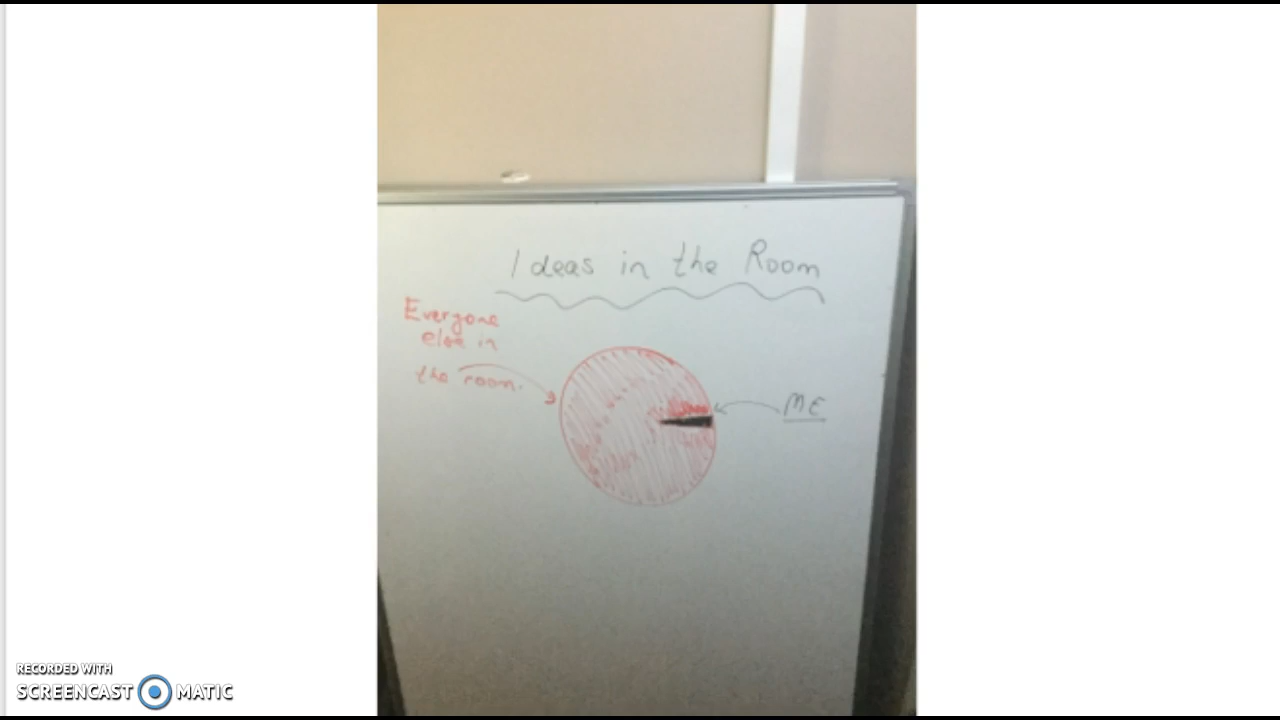 Ideas in the Room
Everyone
else in
the room.
ME
RECORDED WITH
SCREENCAST MATIC